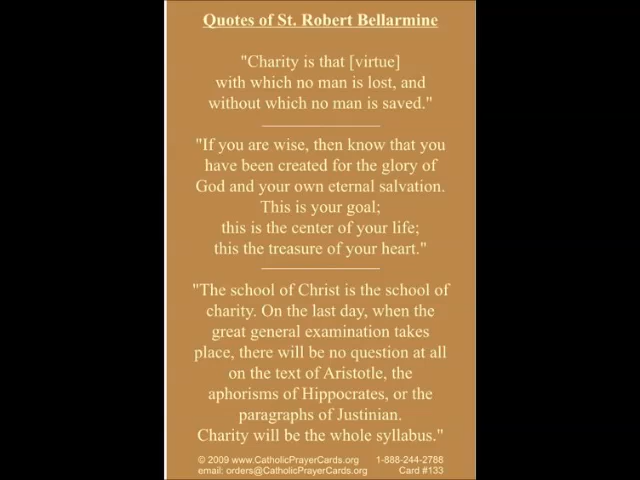 Quotes of St. Robert Bellarmine
"Charity is that [virtue]
with which no man is lost, and
without which no man is saved."
"If you are wise, then know that you
have been created for the glory of
God and your own eternal salvation.
This is your goal;
this is the center of your life;
this the treasure of your heart."
"The school of Christ is the school of
charity. On the last day, when the
great general examination takes
place, there will be no question at all
on the text of Aristotle, the
aphorisms of Hippocrates, or the
paragraphs of Justinian.
Charity will be the whole syllabus."
© 2009 www.CatholicPrayerCards.org 1-888-244-2788
email: orders@CatholicPrayerCards.org Card #133